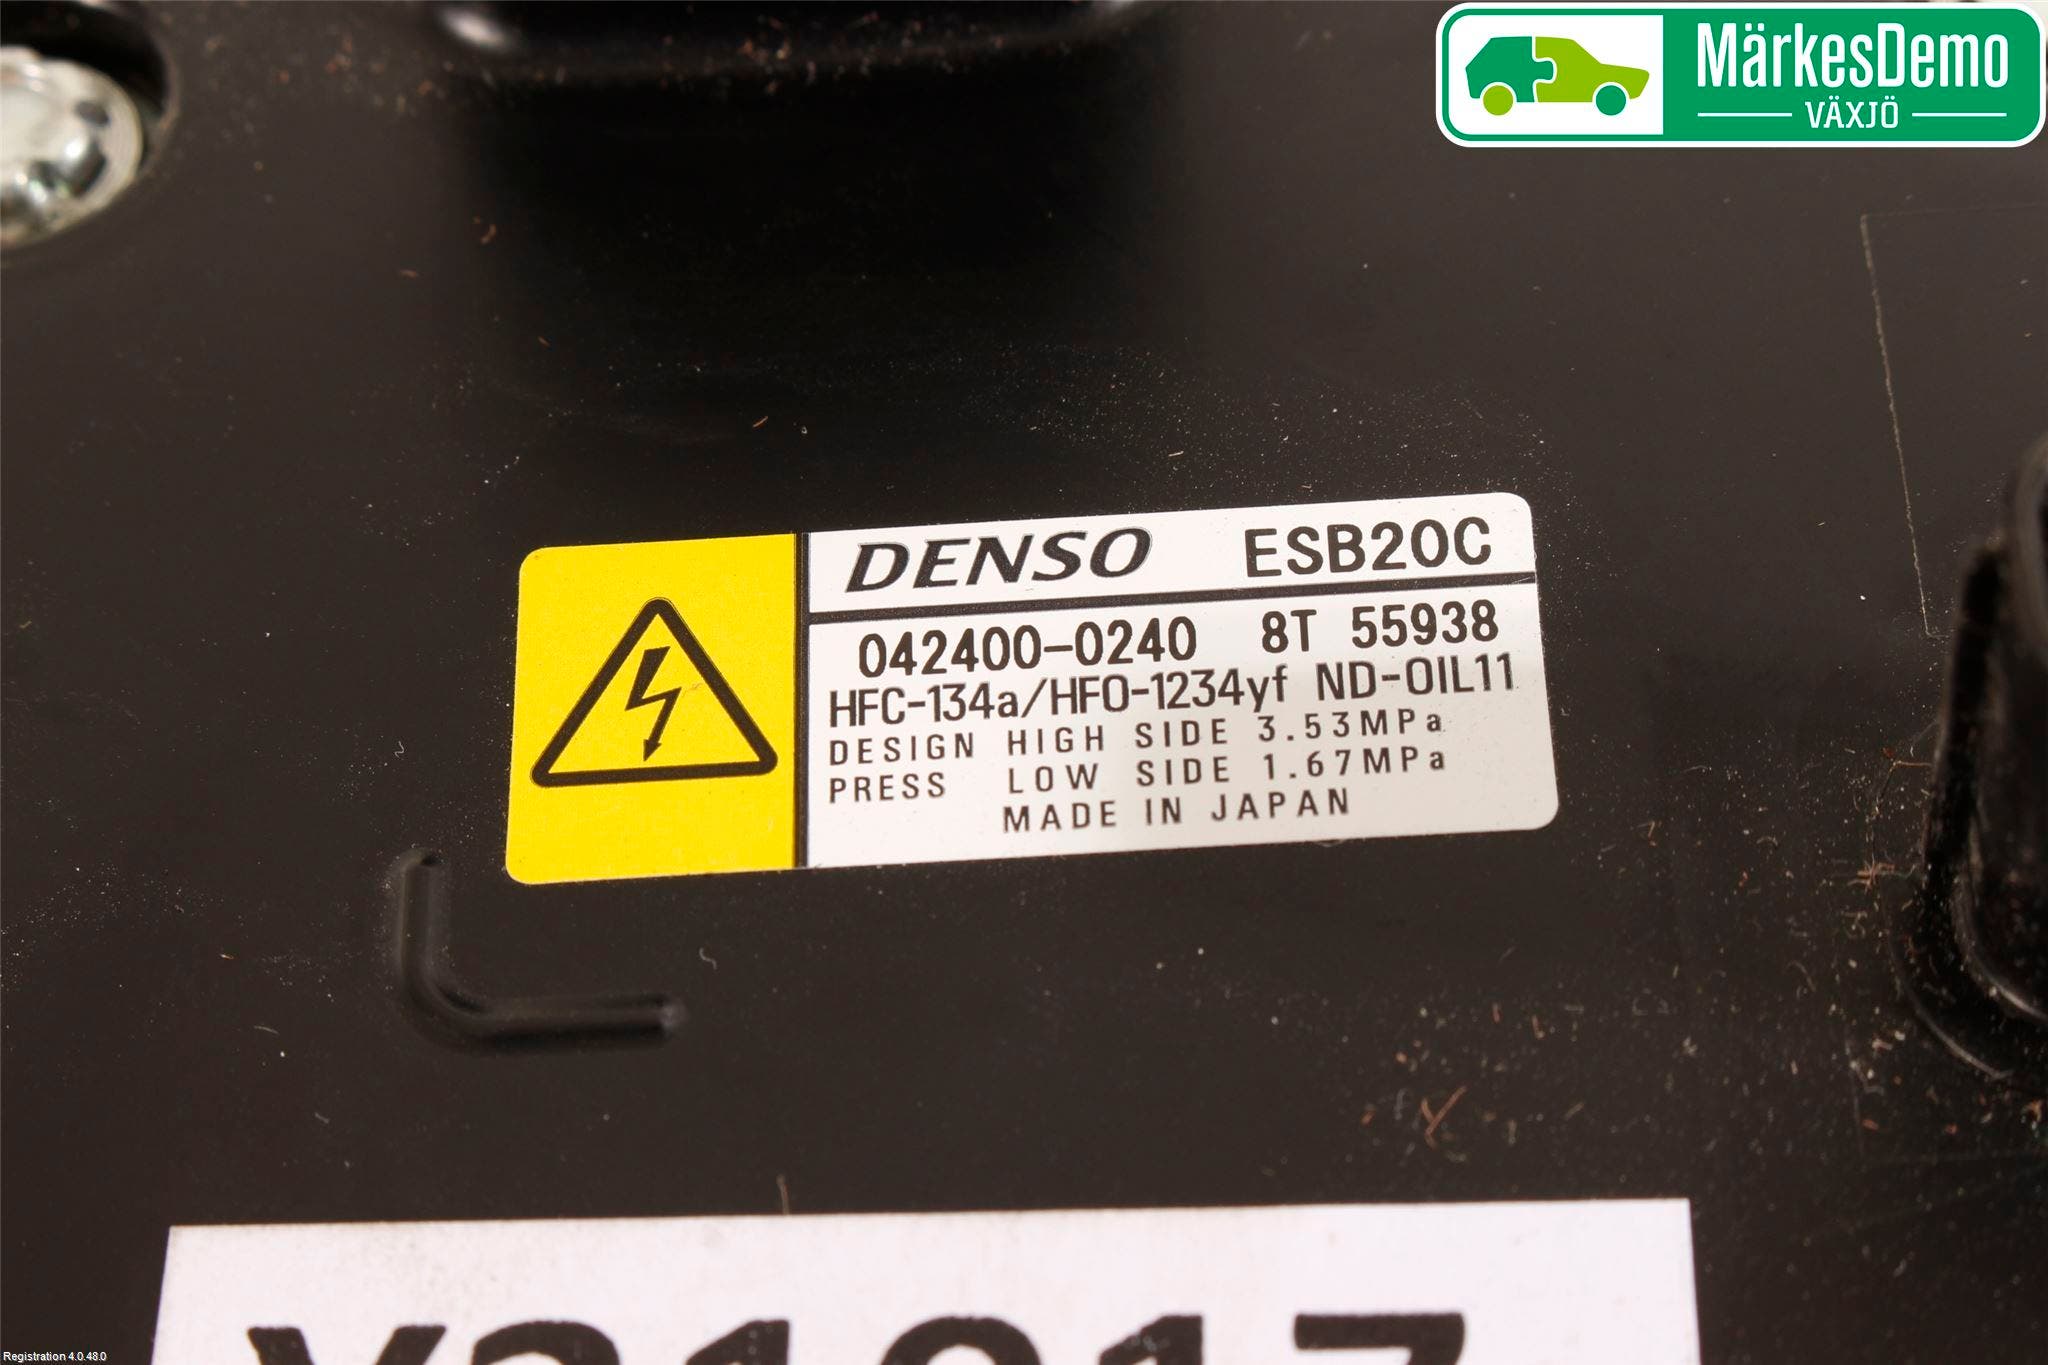 MärkesDemo
VÄXJÖ
DENSO ESB20C
042400-0240 8T 55938
HFC-134a/HFO-1234yf ND-OIL11
DESIGN HIGH SIDE 3.53MPa
PRESS LOW SIDE 1.67MPa
MADE IN JAPAN
Registration 4.0.48.0